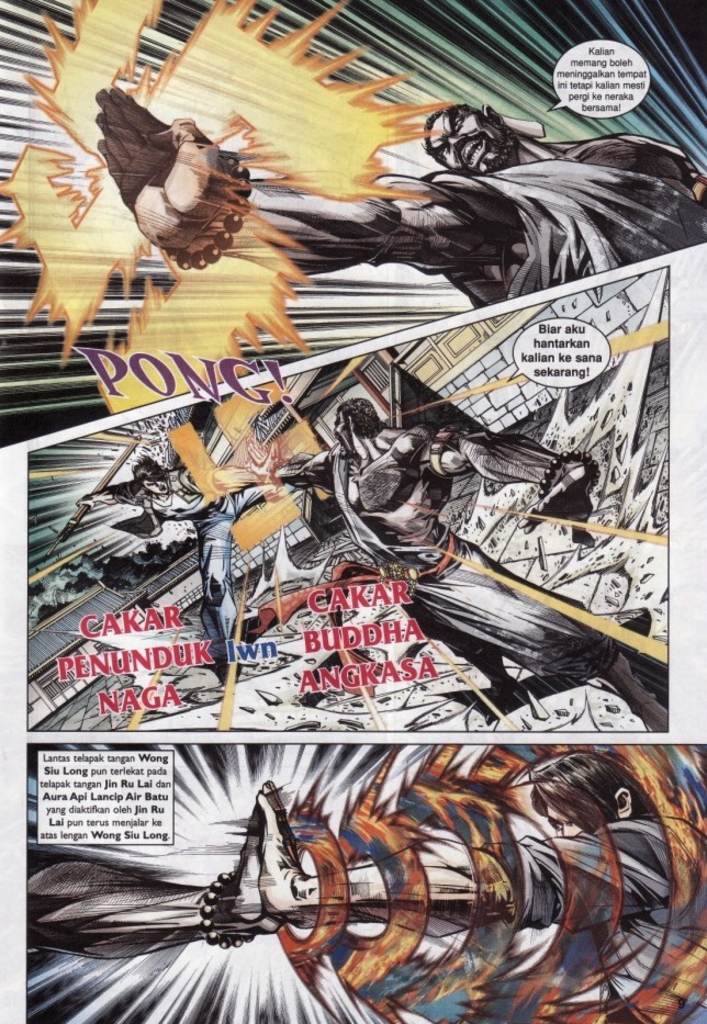 Kalian
memang boleh
meninggalkan tempat
ini tetapi kalian mesti
pergi ke neraka
bersama!
PONG!
Biar aku
hantarkan
kalian ke sana
sekarang!
CAKAR
PENUNDUK
NAGA
lwn
CAKAR
BUDDHA
ANGKASA
Lantas telapak tangan Wong
Siu Long pun terlekat pada
telapak tangan Jin Ru Lai dan
Aura Api Lancip Air Batu
yang diaktifkan oleh Jin Ru
Lai pun terus menjalar ke
atas lengan Wong Siu Long.
9